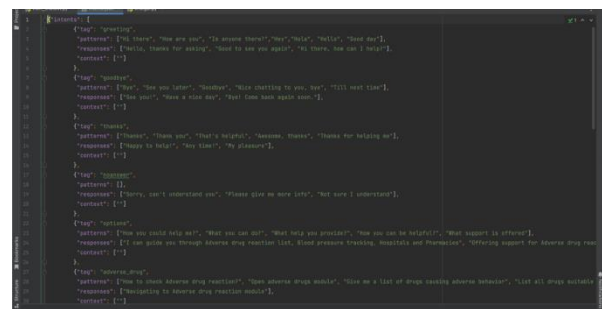 {"intents": [
{"tag": "greeting",
"patterns": ["Hi there", "How are you", "Is anyone there?","Hey","Hola", "Hello", "Good day"],
"responses": ["Hello, thanks for asking", "Good to see you again", "Hi there, how can I help?"],
"context": [""]
},
{"tag": "goodbye",
"patterns": ["Bye", "See you later", "Goodbye", "Nice chatting to you, bye", "Till next time"],
"responses": ["See you!", "Have a nice day", "Bye! Come back again soon."],
"context": [""]
},
{"tag": "thanks",
"patterns": ["Thanks", "Thank you", "That's helpful", "Awesome, thanks", "Thanks for helping me"],
"responses": ["Happy to help!", "Any time!", "My pleasure"],
"context": [""]
},
{"tag": "noanswer",
"patterns": [],
"responses": ["Sorry, can't understand you", "Please give me more info", "Not sure I understand"],
"context": [""]
},
{"tag": "options",
"patterns": ["How you could help me?", "What you can do?", "What help you provide?", "How you can be helpful?", "What support is offered"],
"responses": ["I can guide you through Adverse drug reaction list, Blood pressure tracking, Hospitals and Pharmacies", "Offering support for Adverse drug reac
"context": [""]
},
{"tag": "adverse_drug",
"patterns": ["How to check Adverse drug reaction?", "Open adverse drugs module", "Give me a list of drugs causing adverse behavior", "List all drugs suitable
"responses": ["Navigating to Adverse drug reaction module"],
"context": [""]